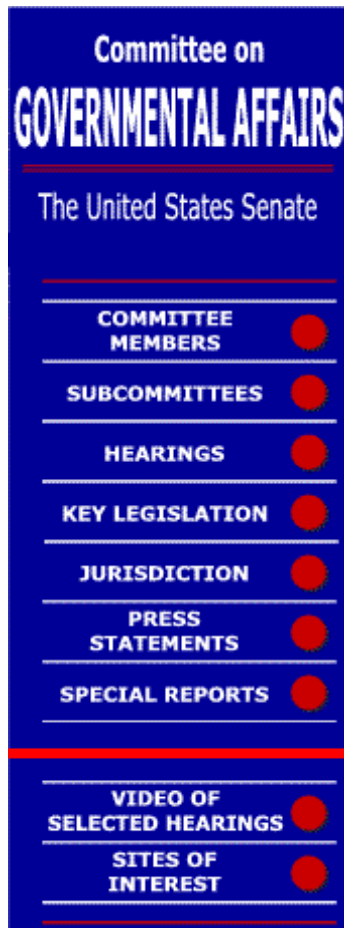 Committee on
GOVERNMENTAL AFFAIRS
The United States Senate
COMMITTEE
MEMBERS
SUBCOMMITTEES
HEARINGS
KEY LEGISLATION
JURISDICTION
PRESS
STATEMENTS
SPECIAL REPORTS
VIDEO OF
SELECTED HEARINGS
SITES OF
INTEREST